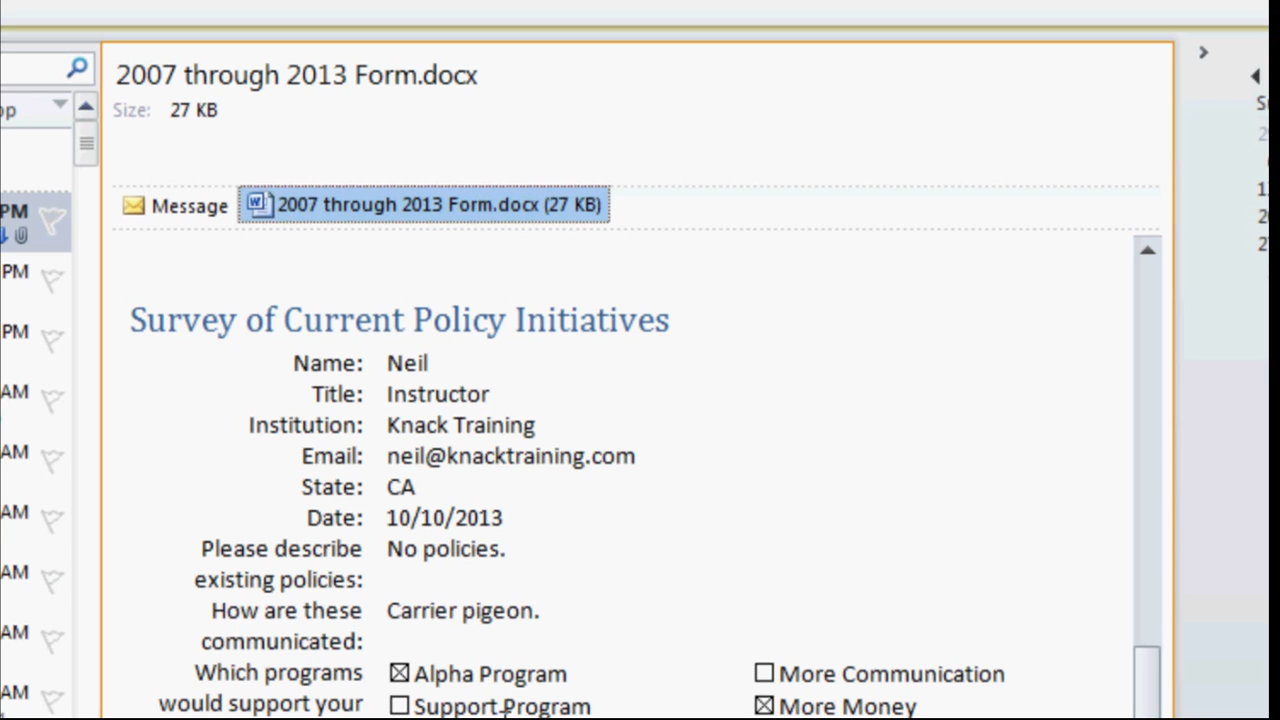 2007 through 2013 Form.docx
Size: 27 KB
Message 2007 through 2013 Form.docx (27 KB)
Survey of Current Policy Initiatives
Name: Neil
Title: Instructor
Institution: Knack Training
Email: neil@knacktraining.com
State: CA
Date: 10/10/2013
Please describe No policies.
existing policies:
How are these Carrier pigeon.
communicated:
Which programs ☒ Alpha Program ☐ More Communication
would support your ☐ Support Program ☒ More Money
PM
PM
PM
AM
AM
AM
AM
AM
AM